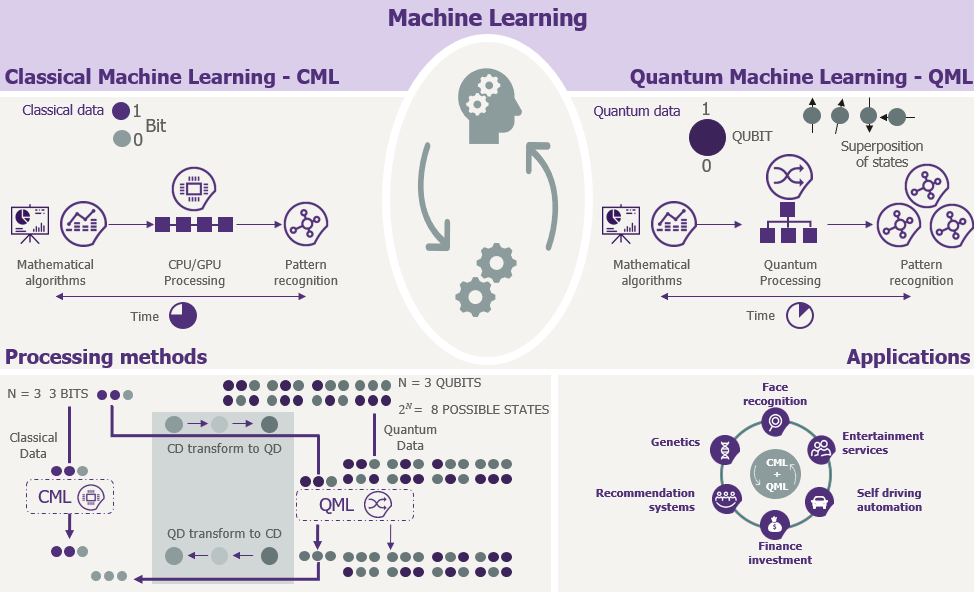 Machine Learning
Classical Machine Learning - CML
Quantum Machine Learning - QML
Classical data
1
Bit
0
Mathematical
algorithms
CPU/GPU
Processing
Pattern
recognition
Time
Quantum data
1
QUBIT
0
Superposition
of states
Mathematical
algorithms
Quantum
Processing
Pattern
recognition
Time
Processing methods
N = 3 3 BITS
N = 3 QUBITS
2^N = 8 POSSIBLE STATES
Classical
Data
CD transform to QD
Quantum
Data
CML
QML
QD transform to CD
Applications
Face
recognition
Genetics
Entertainment
services
CML
+
QML
Recommendation
systems
Self driving
automation
$
Finance
investment